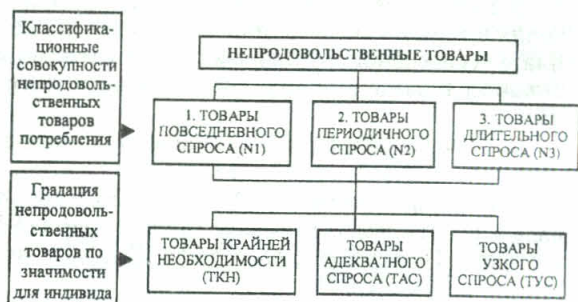 Классифика-
ционные
совокупности
непродоволь-
ственных
товаров
потребления
НЕПРОДОВОЛЬСТВЕННЫЕ ТОВАРЫ
1. ТОВАРЫ
ПОВСЕДНЕВНОГО
СПРОСА (N1)
2. ТОВАРЫ
ПЕРИОДИЧНОГО
СПРОСА (N2)
3. ТОВАРЫ
ДЛИТЕЛЬНОГО
СПРОСА (N3)
Градация
непродоволь-
ственных
товаров по
значимости
для индивида
ТОВАРЫ КРАЙНЕЙ
НЕОБХОДИМОСТИ
(ТКН)
ТОВАРЫ
АДЕКВАТНОГО
СПРОСА (ТАС)
ТОВАРЫ
УЗКОГО
СПРОСА (ТУС)